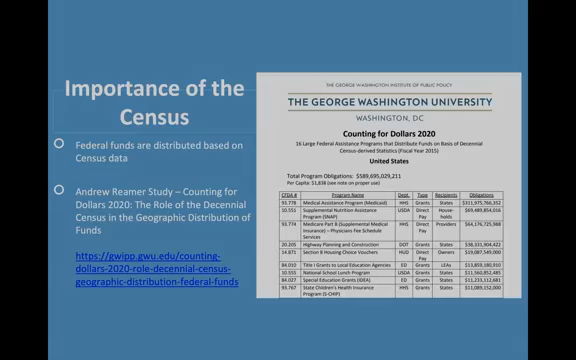 Importance of the
Census
Federal funds are distributed based on
Census data
Andrew Reamer Study – Counting for
Dollars 2020: The Role of the Decennial
Census in the Geographic Distribution of
Funds
https://gwipp.gwu.edu/counting-
dollars-2020-role-decennial-census-
geographic-distribution-federal-funds
THE GEORGE WASHINGTON INSTITUTE OF PUBLIC POLICY
THE GEORGE WASHINGTON UNIVERSITY
WASHINGTON, DC
Counting for Dollars 2020
16 Large Federal Assistance Programs that Distribute Funds on Basis of Decennial
Census-derived Statistics (Fiscal Year 2015)
United States
Total Program Obligations: $589,695,029,211
Per Capita: $1,838 (see note on proper use)
CFDA # Program Name Dept. Type Recipients Obligations
93.778 Medical Assistance Program (Medicaid) HHS Grants States $311,975,766,352
10.551 Supplemental Nutrition Assistance Program (SNAP) USDA Direct Pay House-holds $69,489,854,016
93.774 Medicare Part B (Supplemental Medical Insurance) – Physicians Fee Schedule Services HHS Direct Pay Providers $64,176,725,988
20.205 Highway Planning and Construction DOT Grants States $38,331,904,422
14.871 Section 8 Housing Choice Vouchers HUD Direct Pay Owners $19,087,549,000
84.010 Title I Grants to Local Education Agencies ED Grants LEAs $13,859,180,910
10.555 National School Lunch Program USDA Grants States $11,560,852,485
84.027 Special Education Grants (IDEA) ED Grants States $11,233,112,681
93.767 State Children's Health Insurance Program (S-CHIP) HHS Grants States $11,089,152,000